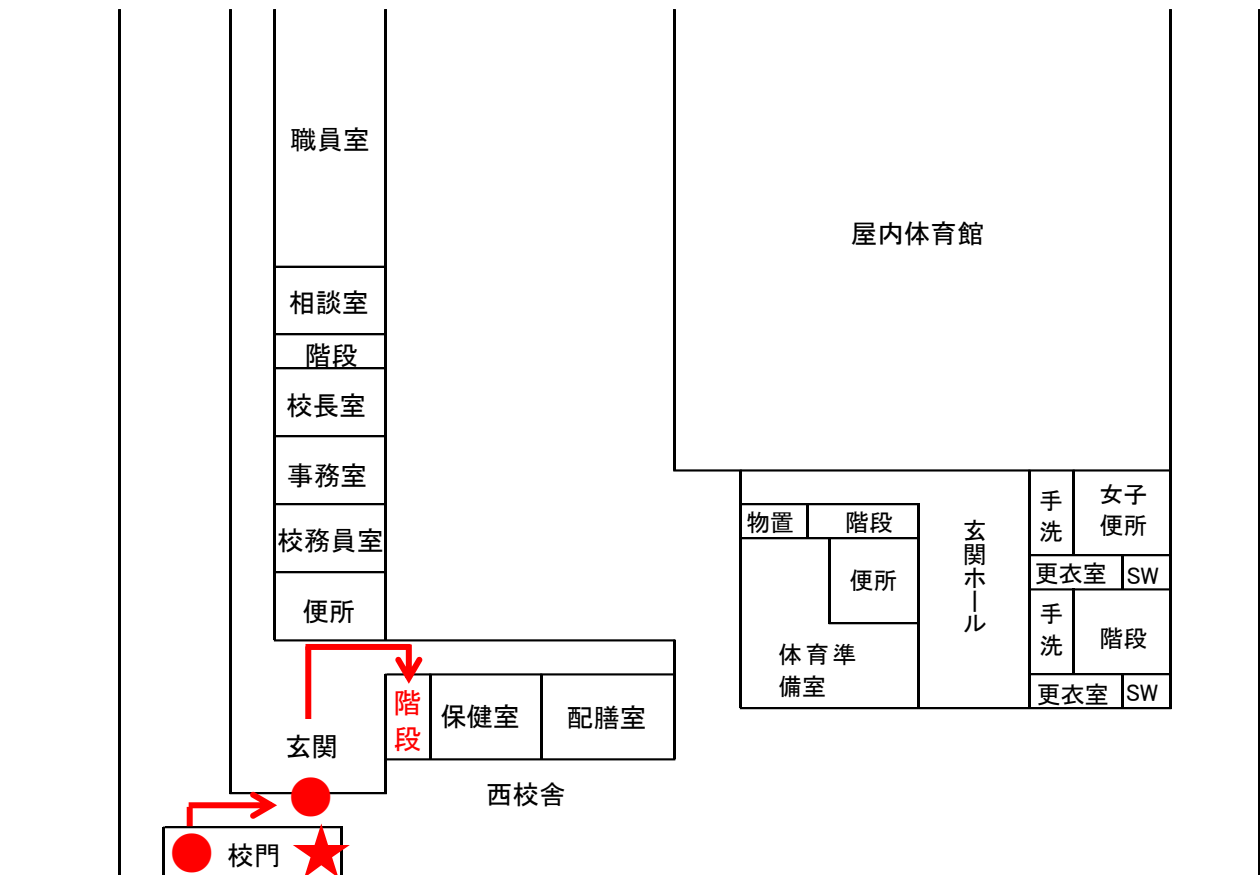 職員室
相談室
階段
校長室
事務室
校務員室
便所
玄関
階
段
保健室
配膳室
西校舎
校門
屋内体育館
物置
階段
便所
体育準
備室
玄関ホール
手
洗
女子
便所
更衣室
SW
手
洗
階段
更衣室
SW